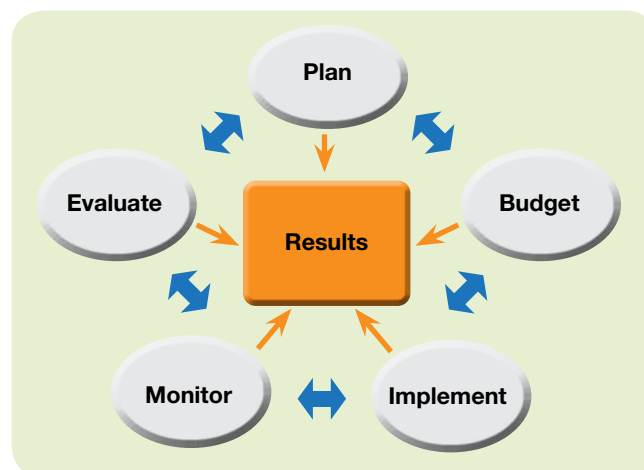 Plan
Evaluate
Budget
Results
Monitor
Implement